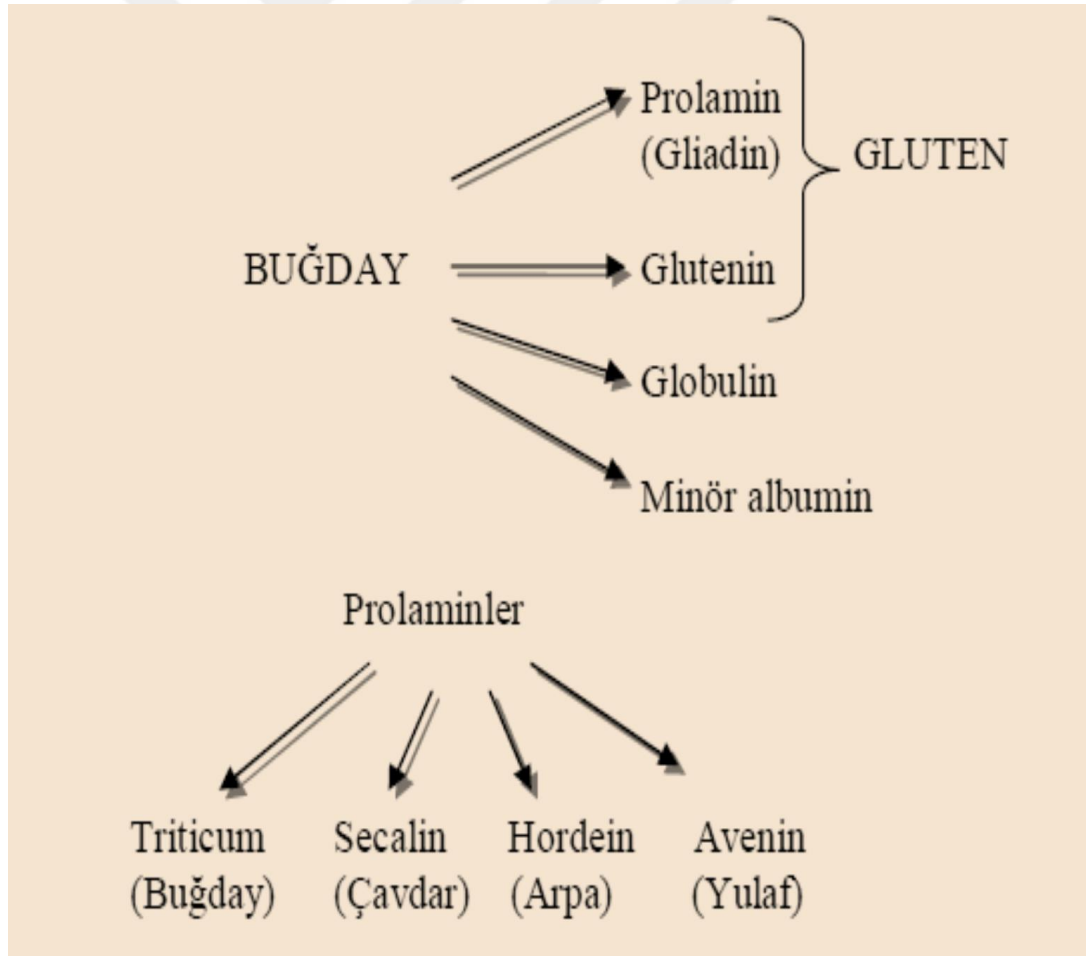 Prolamin
(Gliadin)
GLUTEN
BUĞDAY
Glutenin
Globulin
Minör albumin
Prolaminler
Triticum
(Buğday)
Secalin
(Çavdar)
Hordein
(Arpa)
Avenin
(Yulaf)